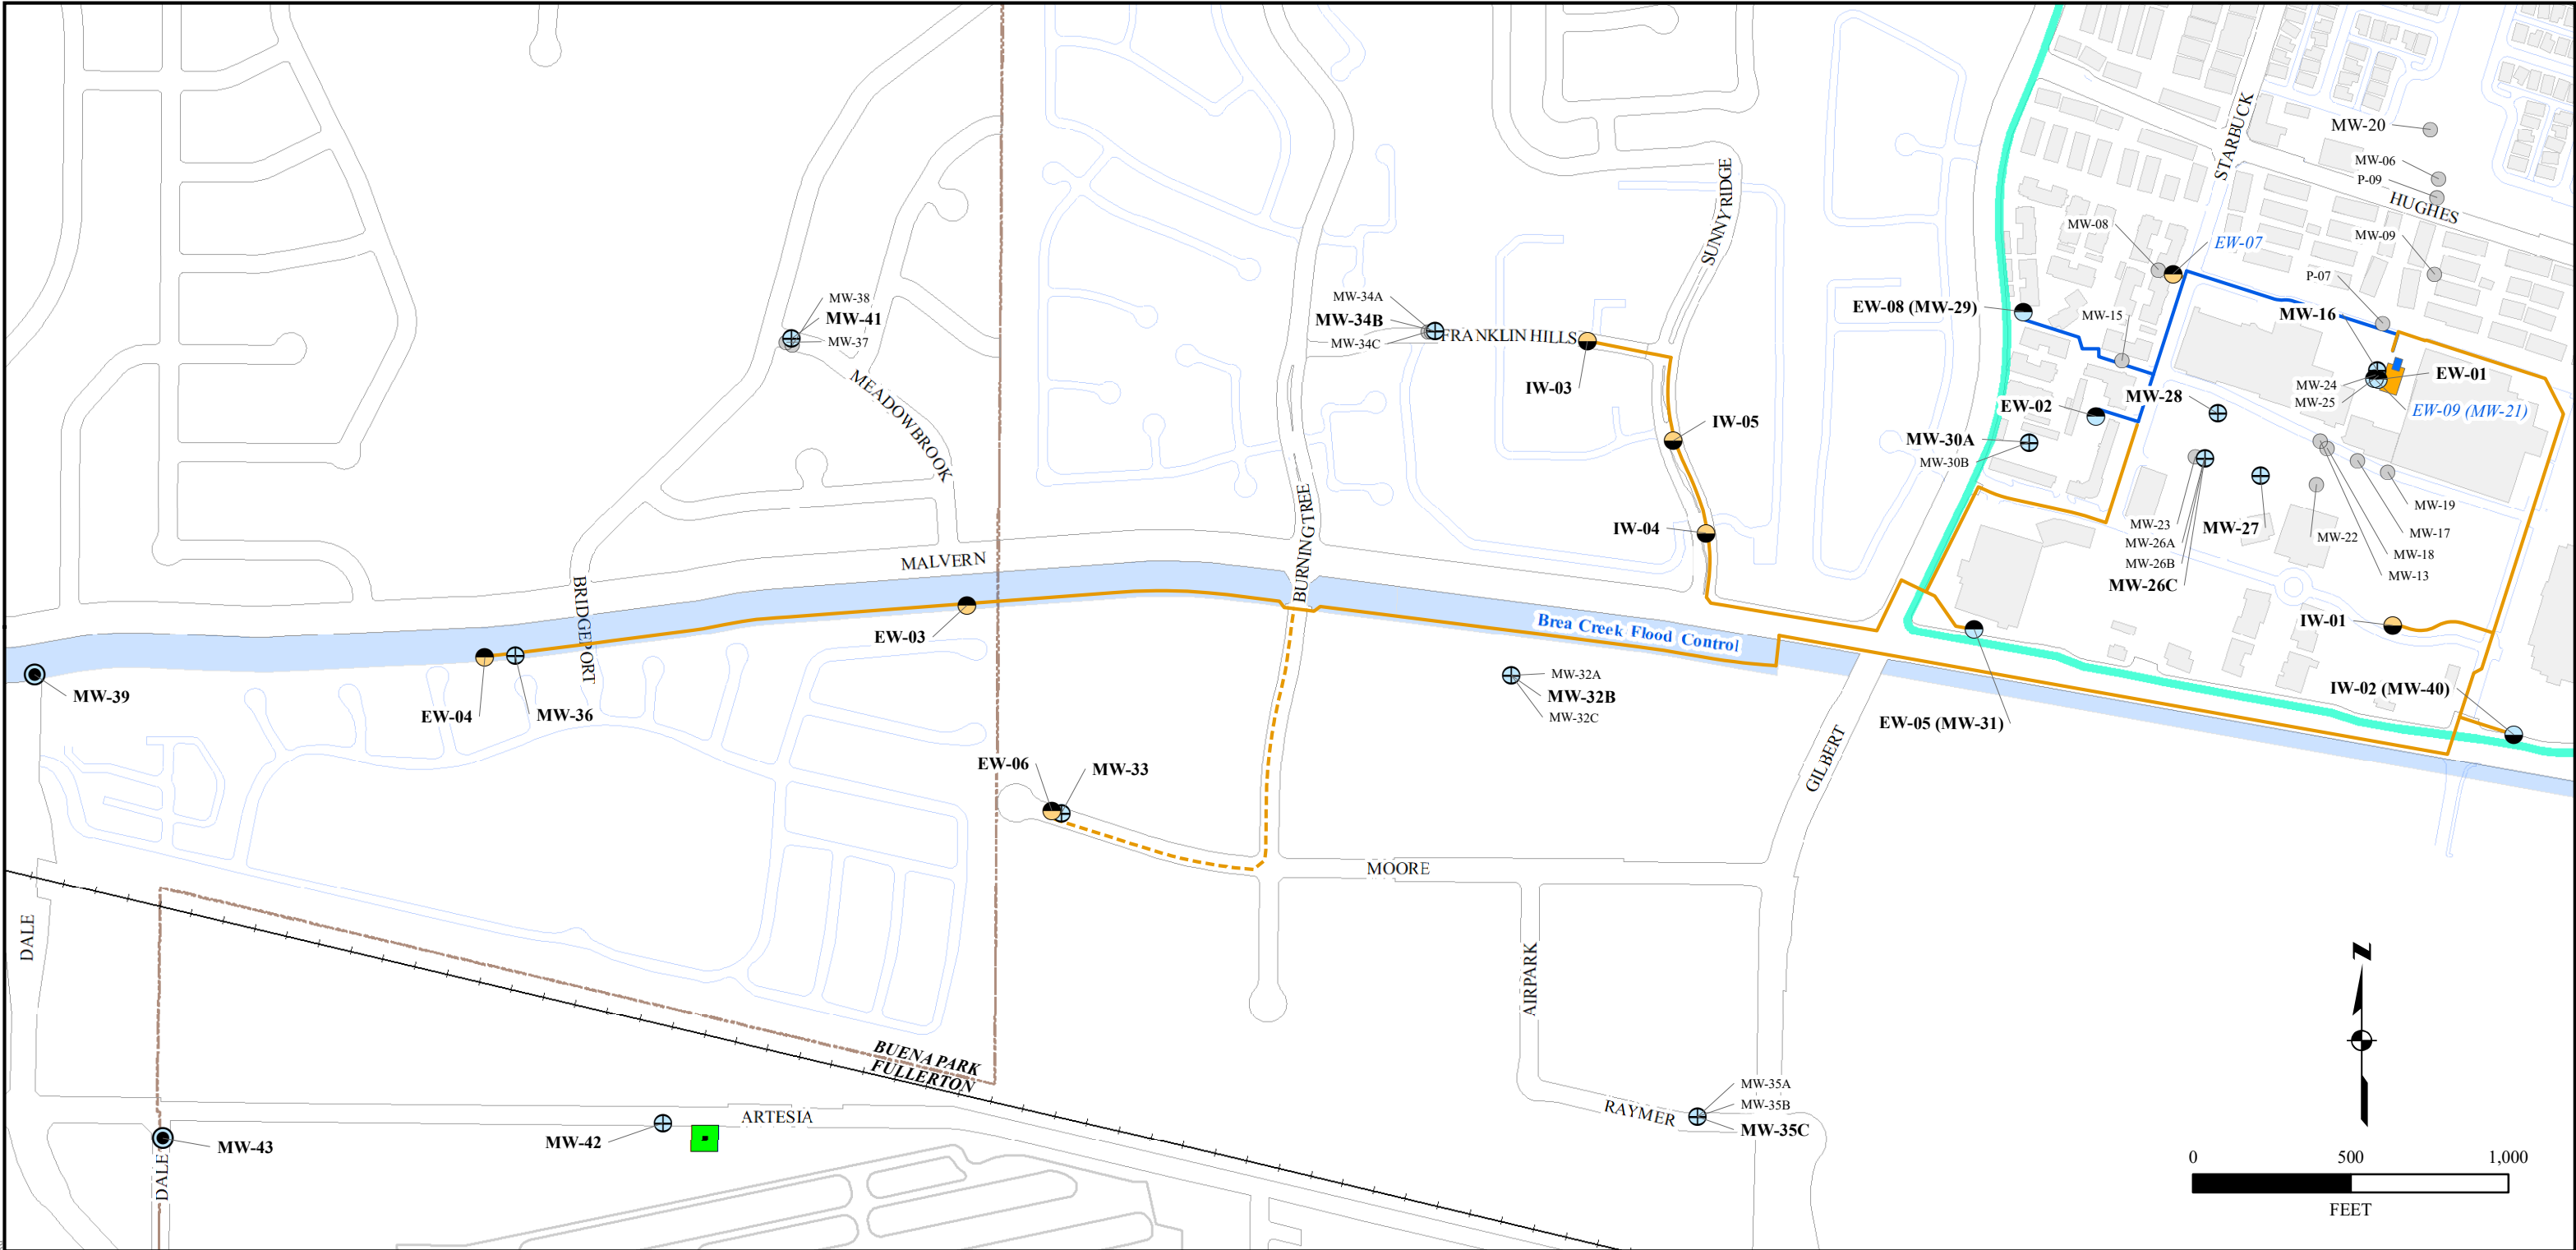 STARBUCK
MW-20
MW-06
P-09
HUGHES
MW-08
EW-07
MW-09
P-07
SUNNYRIDGE
MW-38
MW-41
MW-37
MW-34A
MW-34B
MW-34C
FRANKLIN HILLS
IW-03
EW-08 (MW-29)
MW-15
MW-16
MW-24
MW-25
EW-01
EW-09 (MW-21)
MEADOWBROOK
IW-05
EW-02
MW-28
MW-30A
MW-30B
BURNINGTREE
IW-04
MW-23
MW-26A
MW-26B
MW-26C
MW-27
MW-22
MW-19
MW-17
MW-18
MW-13
MALVERN
BRIDGEPORT
EW-03
Brea Creek Flood Control
IW-01
MW-39
EW-04
MW-36
MW-32A
MW-32B
MW-32C
EW-05 (MW-31)
IW-02 (MW-40)
EW-06
MW-33
GILBERT
MOORE
DALE
AIRPARK
N
BUENA PARK
FULLERTON
MW-35A
MW-35B
MW-35C
RAYMER
ARTESIA
MW-42
MW-43
DALE
0 500 1,000
FEET